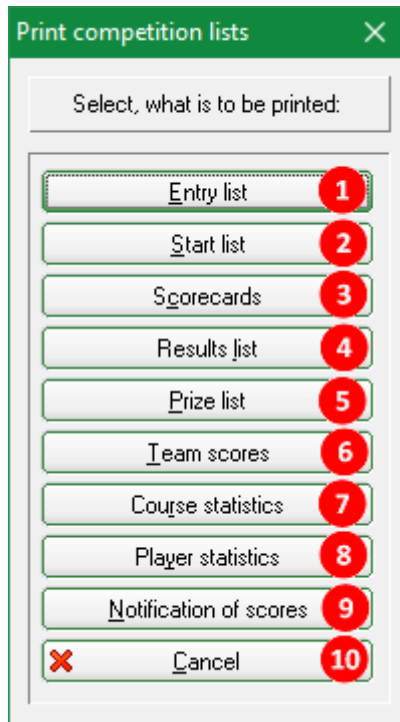 Print competition lists
Select, what is to be printed:
Entry list 1
Start list 2
Scorecards 3
Results list 4
Prize list 5
Team scores 6
Course statistics 7
Player statistics 8
Notification of scores 9
Cancel 10